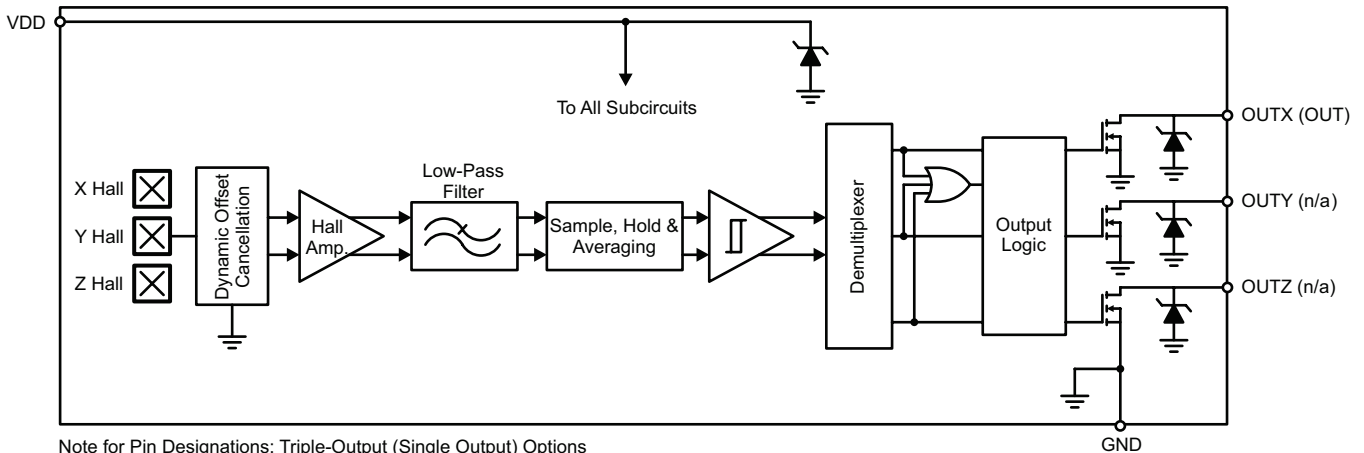 VDD
To All Subcircuits
OUTX (OUT)
X Hall
Y Hall
Z Hall
Dynamic Offset
Cancellation
Hall
Amp.
Low-Pass
Filter
Sample, Hold &
Averaging
Demultiplexer
Output
Logic
OUTY (n/a)
OUTZ (n/a)
GND
Note for Pin Designations: Triple-Output (Single Output) Options